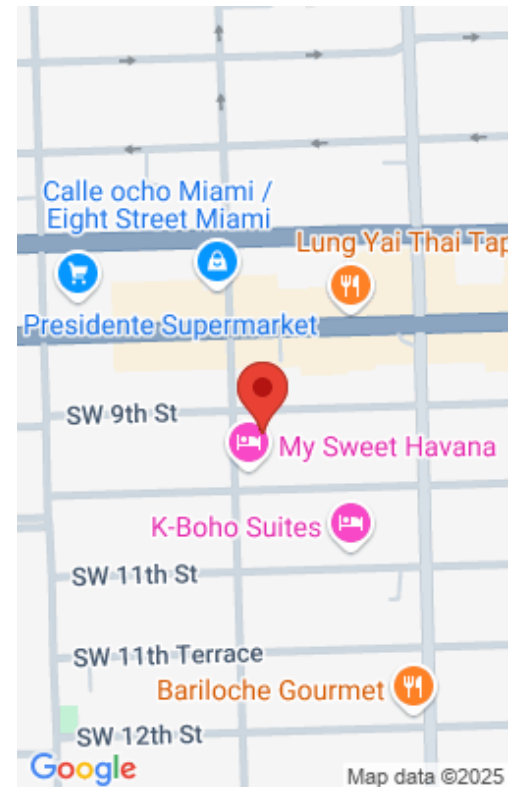 Calle ocho Miami /
Eight Street Miami
Lung Yai Thai Tap
Presidente Supermarket
SW 9th St
My Sweet Havana
K-Boho Suites
SW 11th St
SW 11th Terrace
Bariloche Gourmet
SW 12th St
Google
Map data ©2025